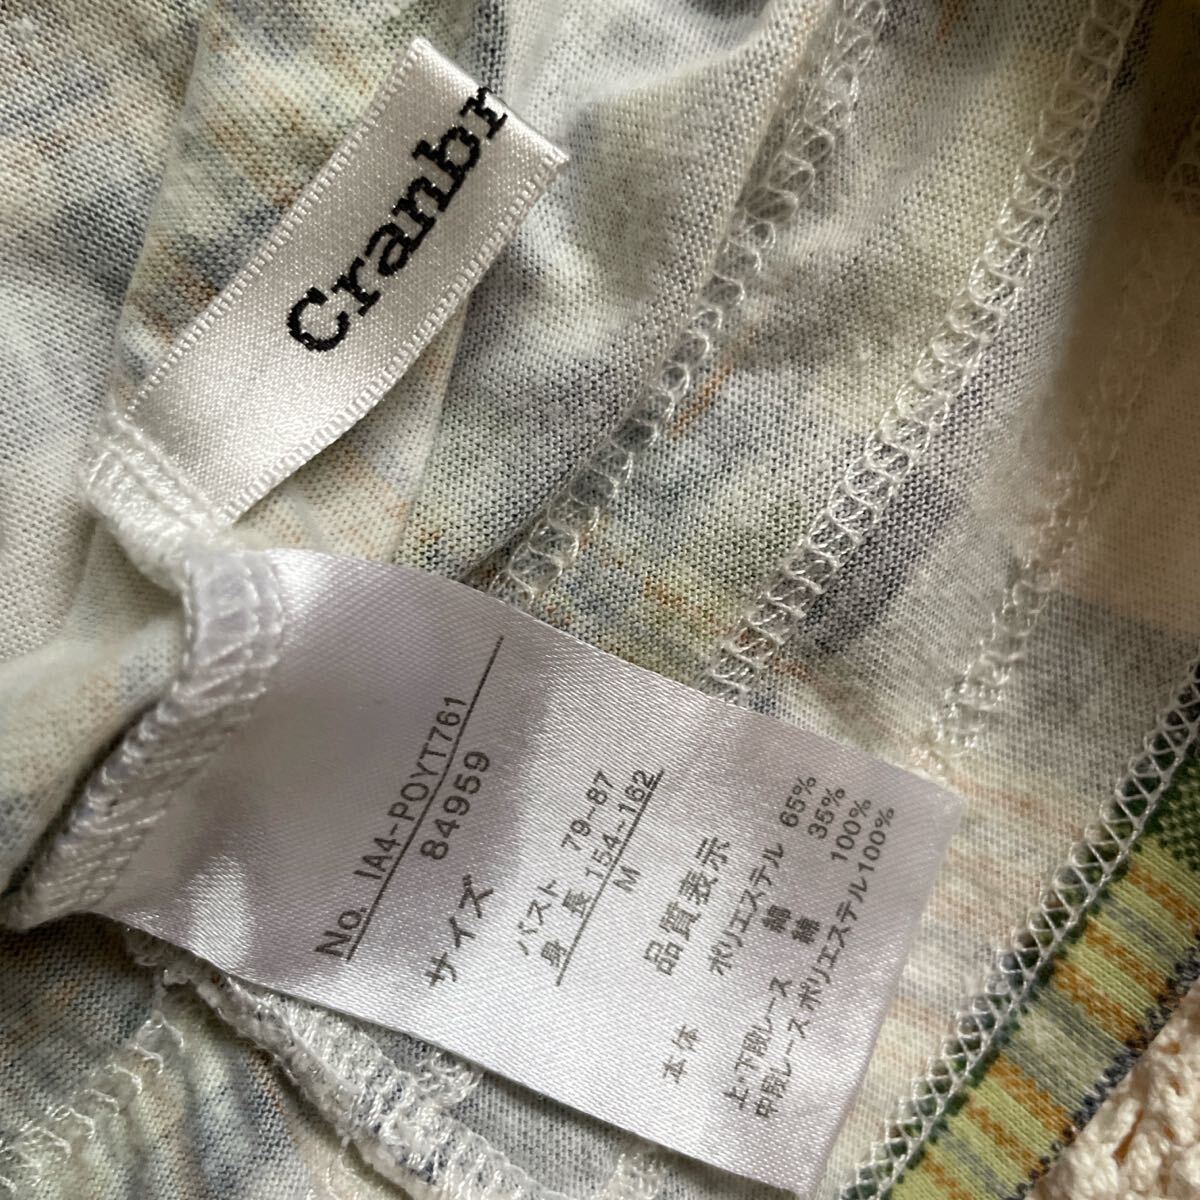 Cranbr
No. IA4-POYT761
84959
サイズ
バスト 79-87
身 長 154~162
M
品質表示
本体 ポリエステル 65%
綿 35%
上・下段レース 綿 100%
中段レース ポリエステル100%